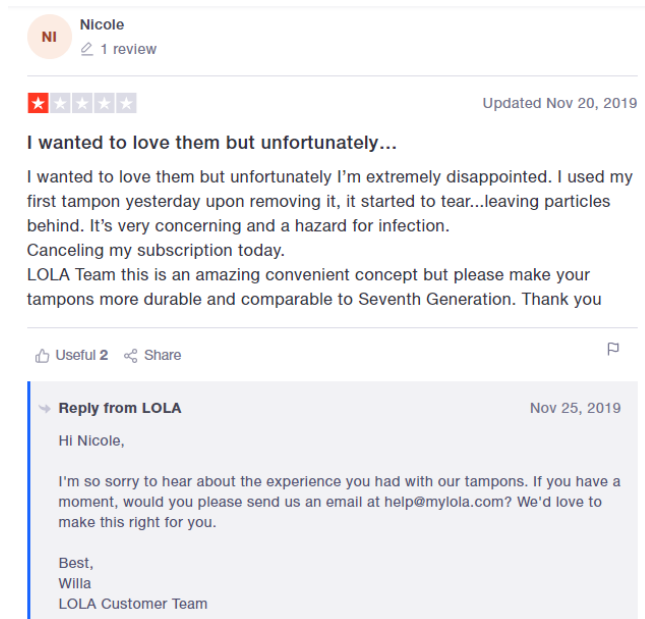 NI
Nicole
1 review
Updated Nov 20, 2019
I wanted to love them but unfortunately…
I wanted to love them but unfortunately I’m extremely disappointed. I used my
first tampon yesterday upon removing it, it started to tear...leaving particles
behind. It’s very concerning and a hazard for infection.
Canceling my subscription today.
LOLA Team this is an amazing convenient concept but please make your
tampons more durable and comparable to Seventh Generation. Thank you
Useful 2 Share
Reply from LOLA Nov 25, 2019
Hi Nicole,
I'm so sorry to hear about the experience you had with our tampons. If you have a
moment, would you please send us an email at help@mylola.com? We'd love to
make this right for you.
Best,
Willa
LOLA Customer Team